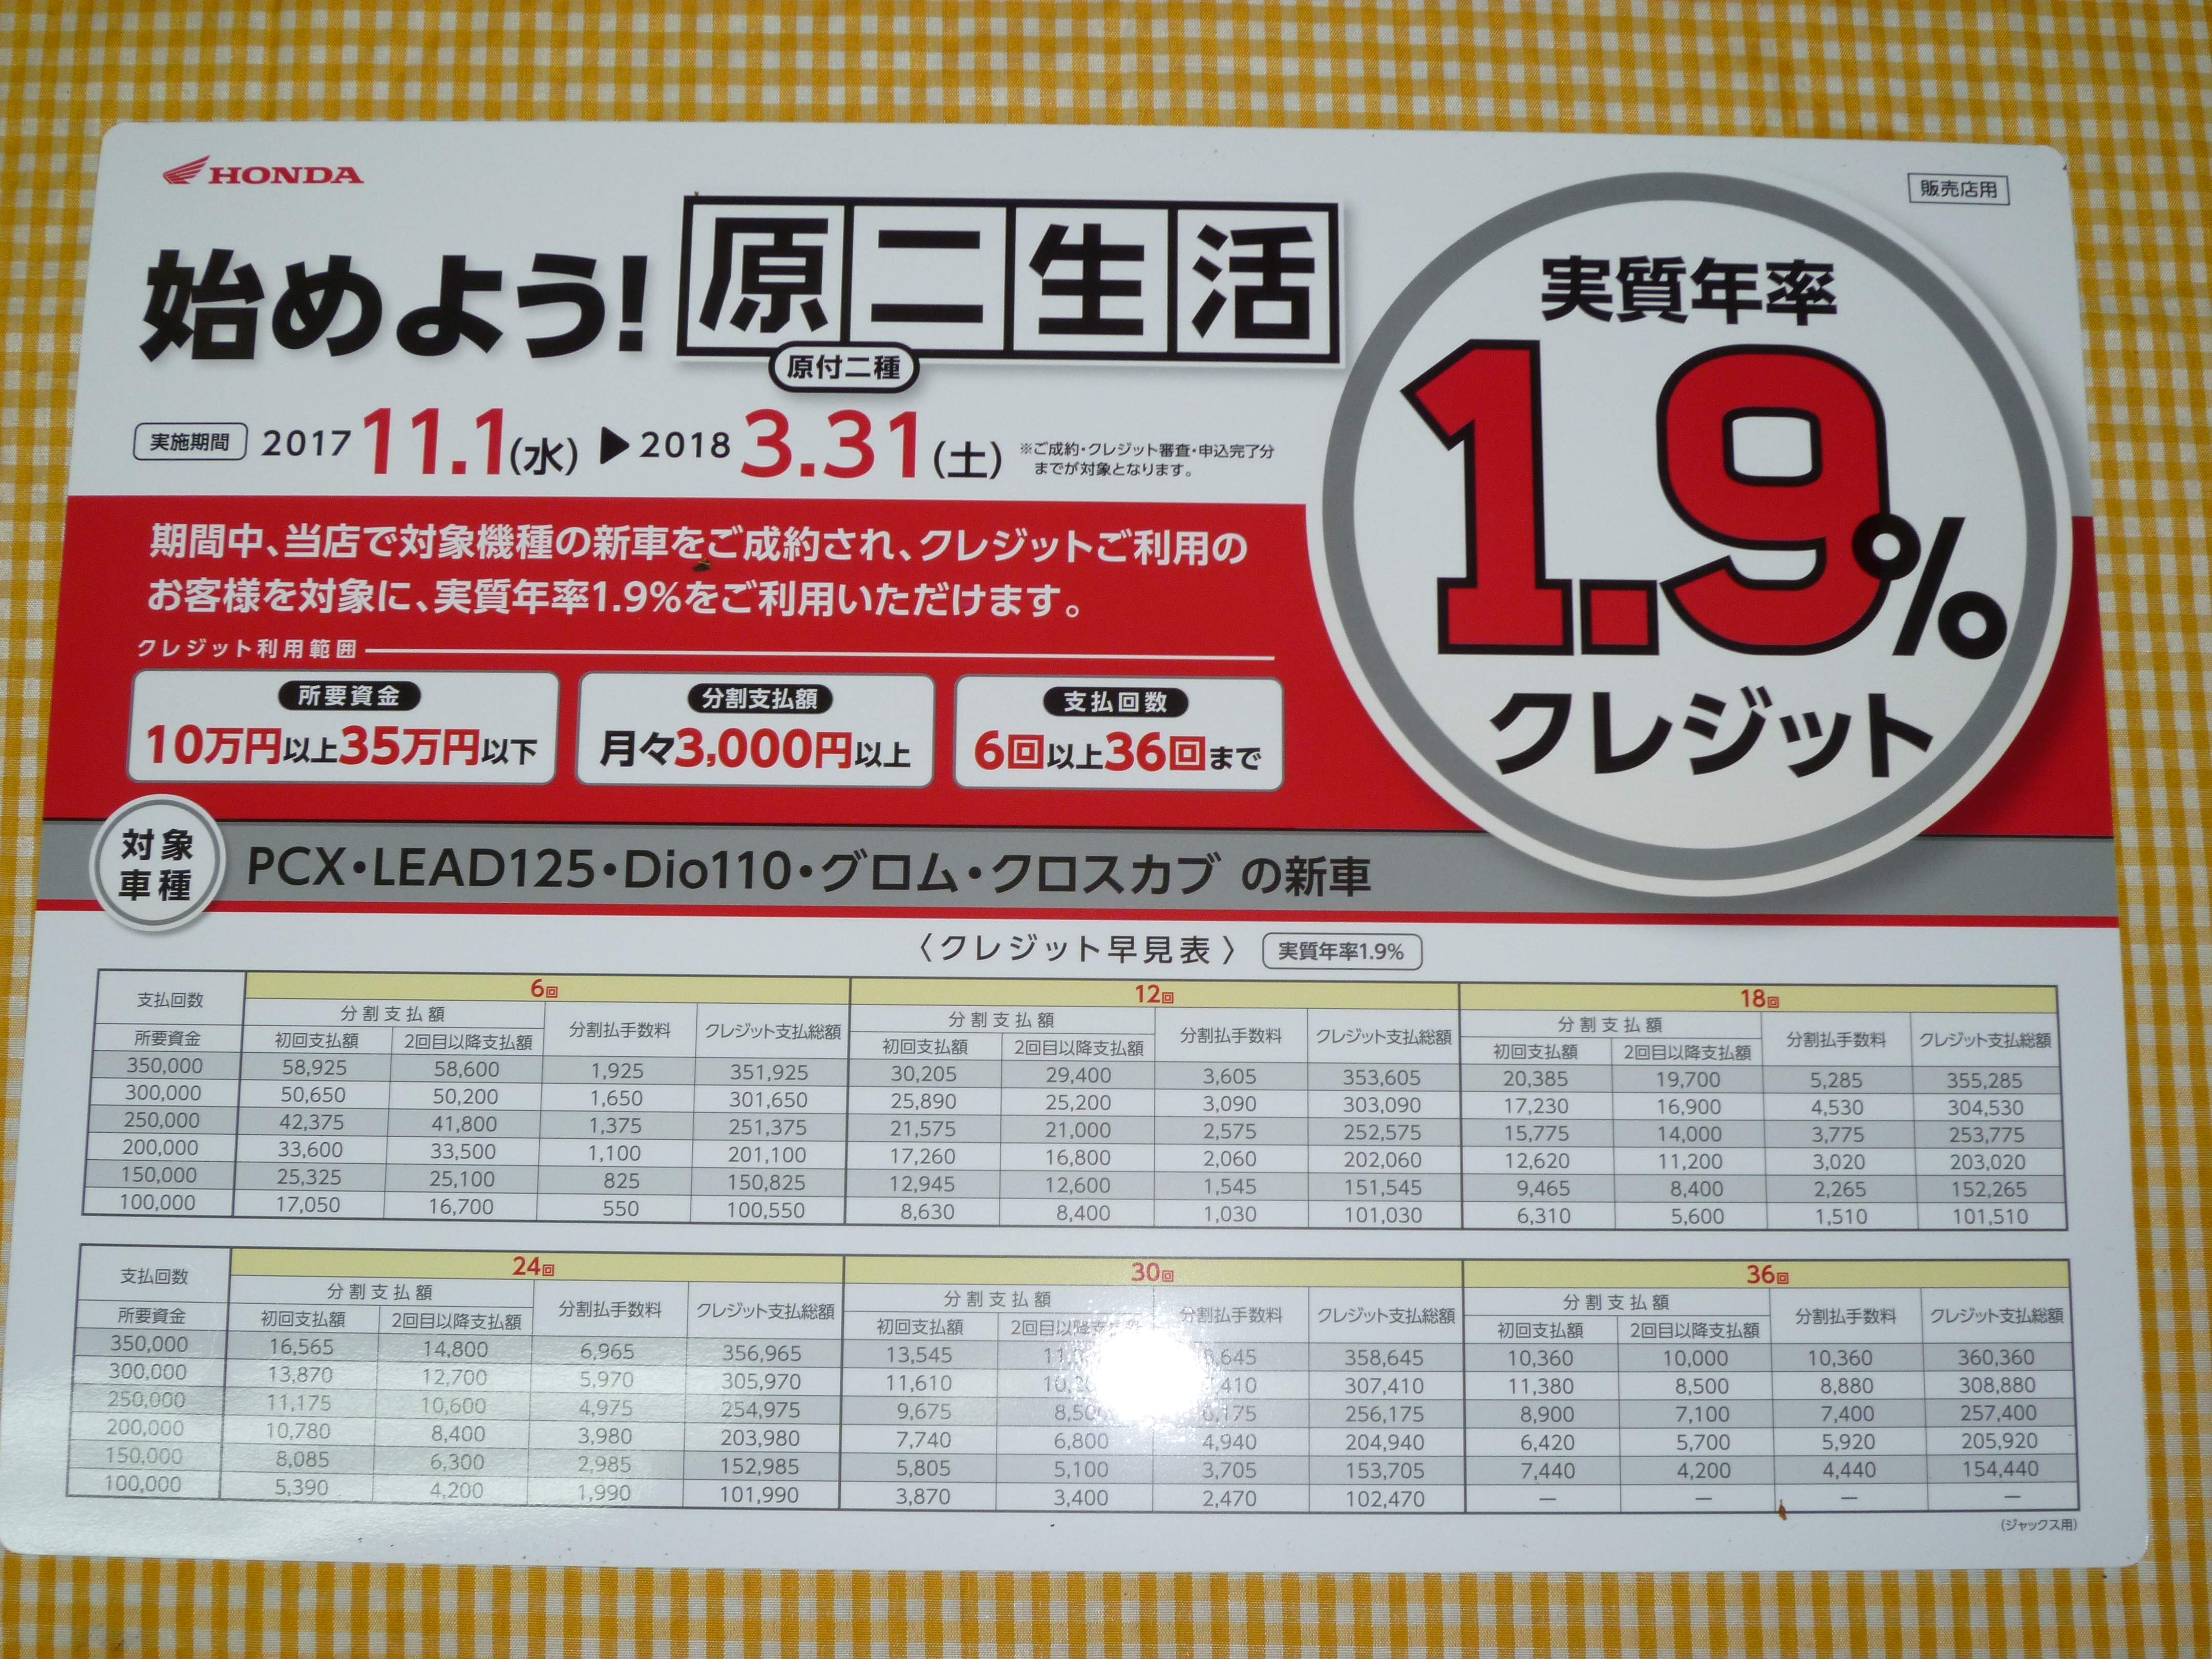 HONDA
販売店用
始めよう! 原二生活
原付二種
実施期間 2017 11.1(水) ▶ 2018 3.31(土) ※ご成約・クレジット審査・申込完了分
までが対象となります。
実質年率
1.9%
クレジット
期間中、当店で対象機種の新車をご成約され、クレジットご利用の
お客様を対象に、実質年率1.9%をご利用いただけます。
クレジット利用範囲
所要資金 分割支払額 支払回数
10万円以上35万円以下 月々3,000円以上 6回以上36回まで
対象
車種
PCX・LEAD125・Dio110・グロム・クロスカブ の新車
〈クレジット早見表〉 実質年率1.9%
支払回数 6回 12回 18回
分割支払額 分割払手数料 クレジット支払総額 分割支払額 分割払手数料 クレジット支払総額 分割支払額 分割払手数料 クレジット支払総額
所要資金 初回支払額 2回目以降支払額 初回支払額 2回目以降支払額 初回支払額 2回目以降支払額
350,000 58,925 58,600 1,925 351,925 30,205 29,400 3,605 353,605 20,385 19,700 5,285 355,285
300,000 50,650 50,200 1,650 301,650 25,890 25,200 3,090 303,090 17,230 16,900 4,530 304,530
250,000 42,375 41,800 1,375 251,375 21,575 21,000 2,575 252,575 15,775 14,000 3,775 253,775
200,000 33,600 33,500 1,100 201,100 17,260 16,800 2,060 202,060 12,620 11,200 3,020 203,020
150,000 25,325 25,100 825 150,825 12,945 12,600 1,545 151,545 9,465 8,400 2,265 152,265
100,000 17,050 16,700 550 100,550 8,630 8,400 1,030 101,030 6,310 5,600 1,510 101,510
支払回数 24回 30回 36回
分割支払額 分割払手数料 クレジット支払総額 分割支払額 分割払手数料 クレジット支払総額 分割支払額 分割払手数料 クレジット支払総額
所要資金 初回支払額 2回目以降支払額 初回支払額 2回目以降 初回支払額 2回目以降支払額
350,000 16,565 14,800 6,965 356,965 13,545 358,645 10,360 10,000 10,360 360,360
300,000 13,870 12,700 5,970 305,970 11,610 307,410 11,380 8,500 8,880 308,880
250,000 11,175 10,600 4,975 254,975 9,675 256,175 8,900 7,100 7,400 257,400
200,000 10,780 8,400 3,980 203,980 7,740 6,800 4,940 204,940 6,420 5,700 5,920 205,920
150,000 8,085 6,300 2,985 152,985 5,805 5,100 3,705 153,705 7,440 4,200 4,440 154,440
100,000 5,390 4,200 1,990 101,990 3,870 3,400 2,470 102,470 — — — —
(ジャックス用)